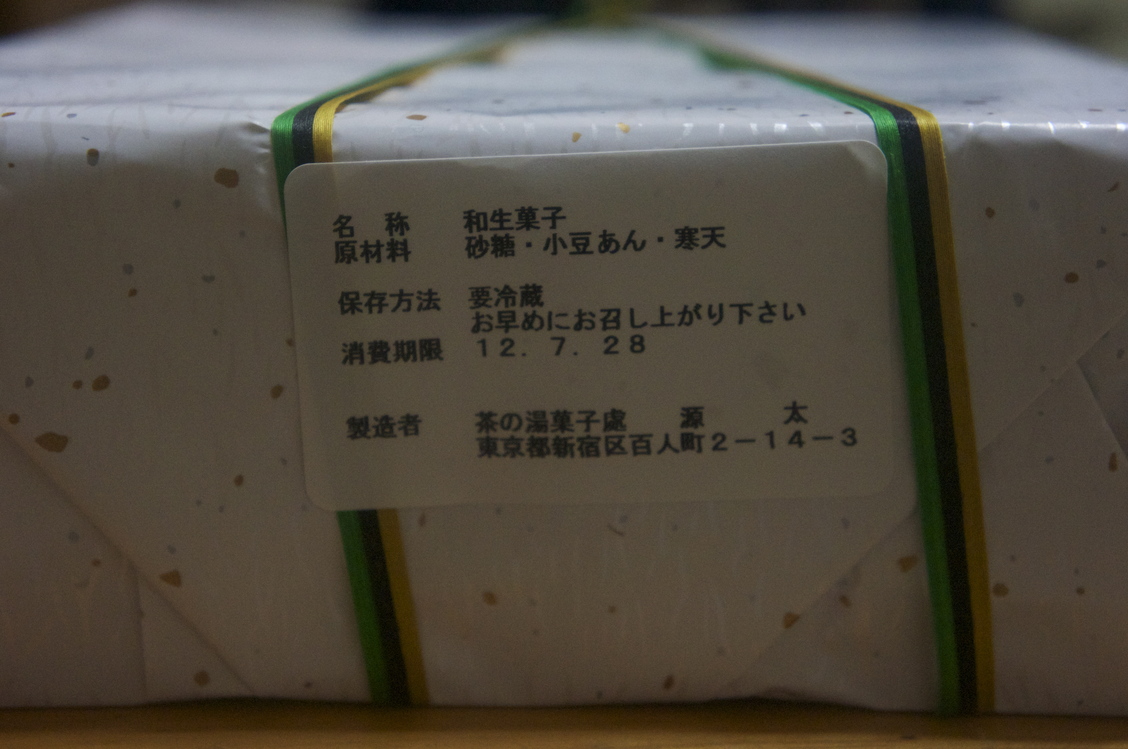 名　称　和生菓子
原材料　砂糖・小豆あん・寒天
保存方法　要冷蔵
お早めにお召し上がり下さい
消費期限　１２．７．２８
製造者　茶の湯菓子處　源　太
東京都新宿区百人町２－１４－３